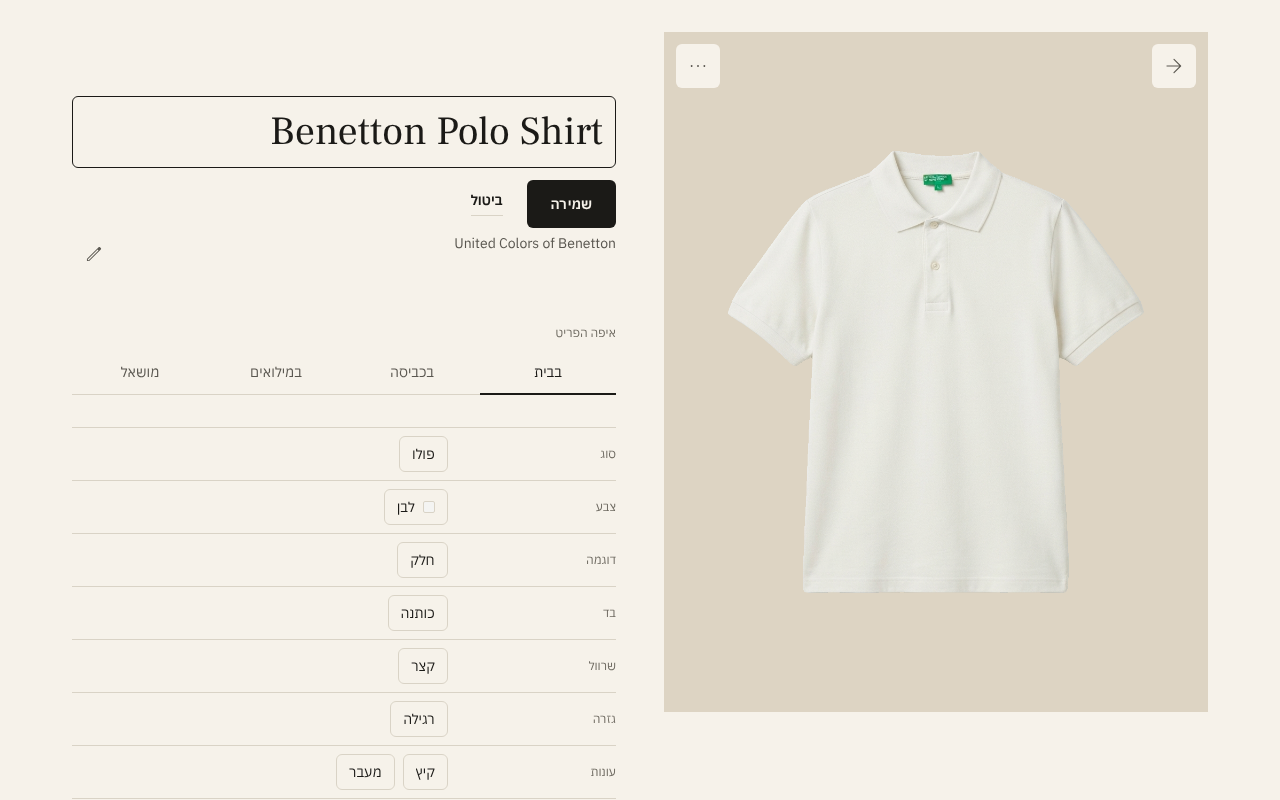 Benetton Polo Shirt
שמירה ביטול
United Colors of Benetton
איפה הפריט
בבית בכביסה במילואים מושאל
סוג פולו
צבע לבן
דוגמה חלק
בד כותנה
שרוול קצר
גזרה רגילה
עונות קיץ מעבר